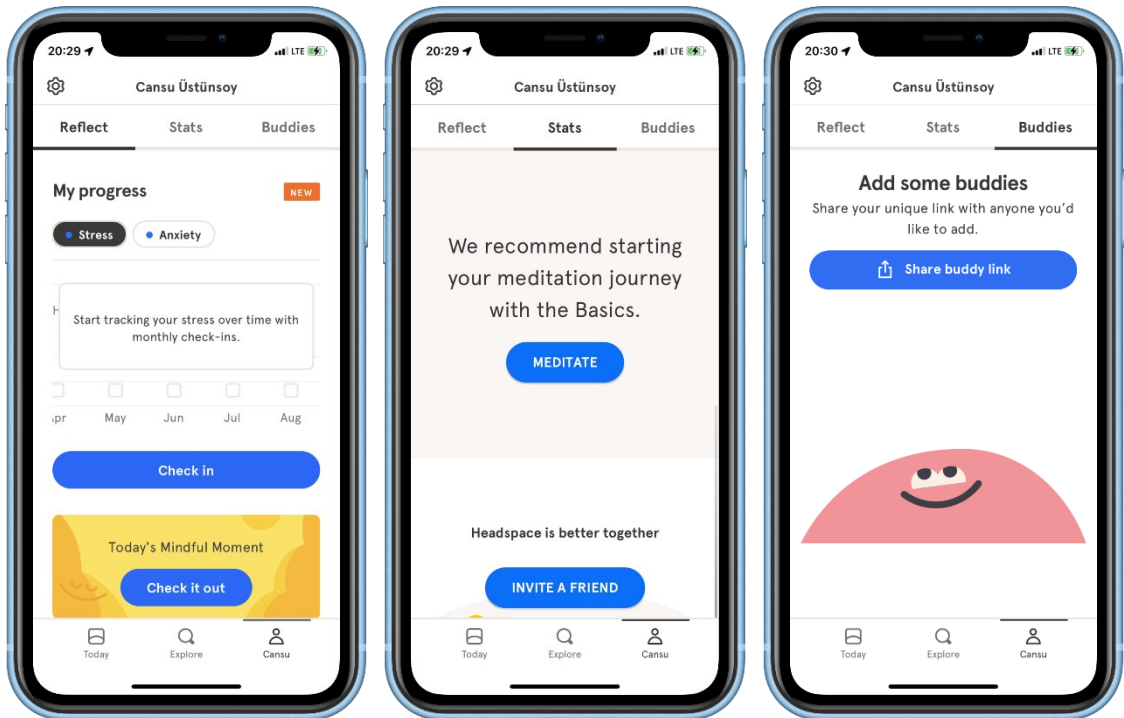 20:29
LTE
Cansu Üstünsoy
Reflect Stats Buddies
My progress NEW
Stress Anxiety
H
Start tracking your stress over time with
monthly check-ins.
pr May Jun Jul Aug
Check in
Today's Mindful Moment
Check it out
Today Explore Cansu
20:29
LTE
Cansu Üstünsoy
Reflect Stats Buddies
We recommend starting
your meditation journey
with the Basics.
MEDITATE
Headspace is better together
INVITE A FRIEND
Today Explore Cansu
20:30
LTE
Cansu Üstünsoy
Reflect Stats Buddies
Add some buddies
Share your unique link with anyone you'd
like to add.
Share buddy link
Today Explore Cansu